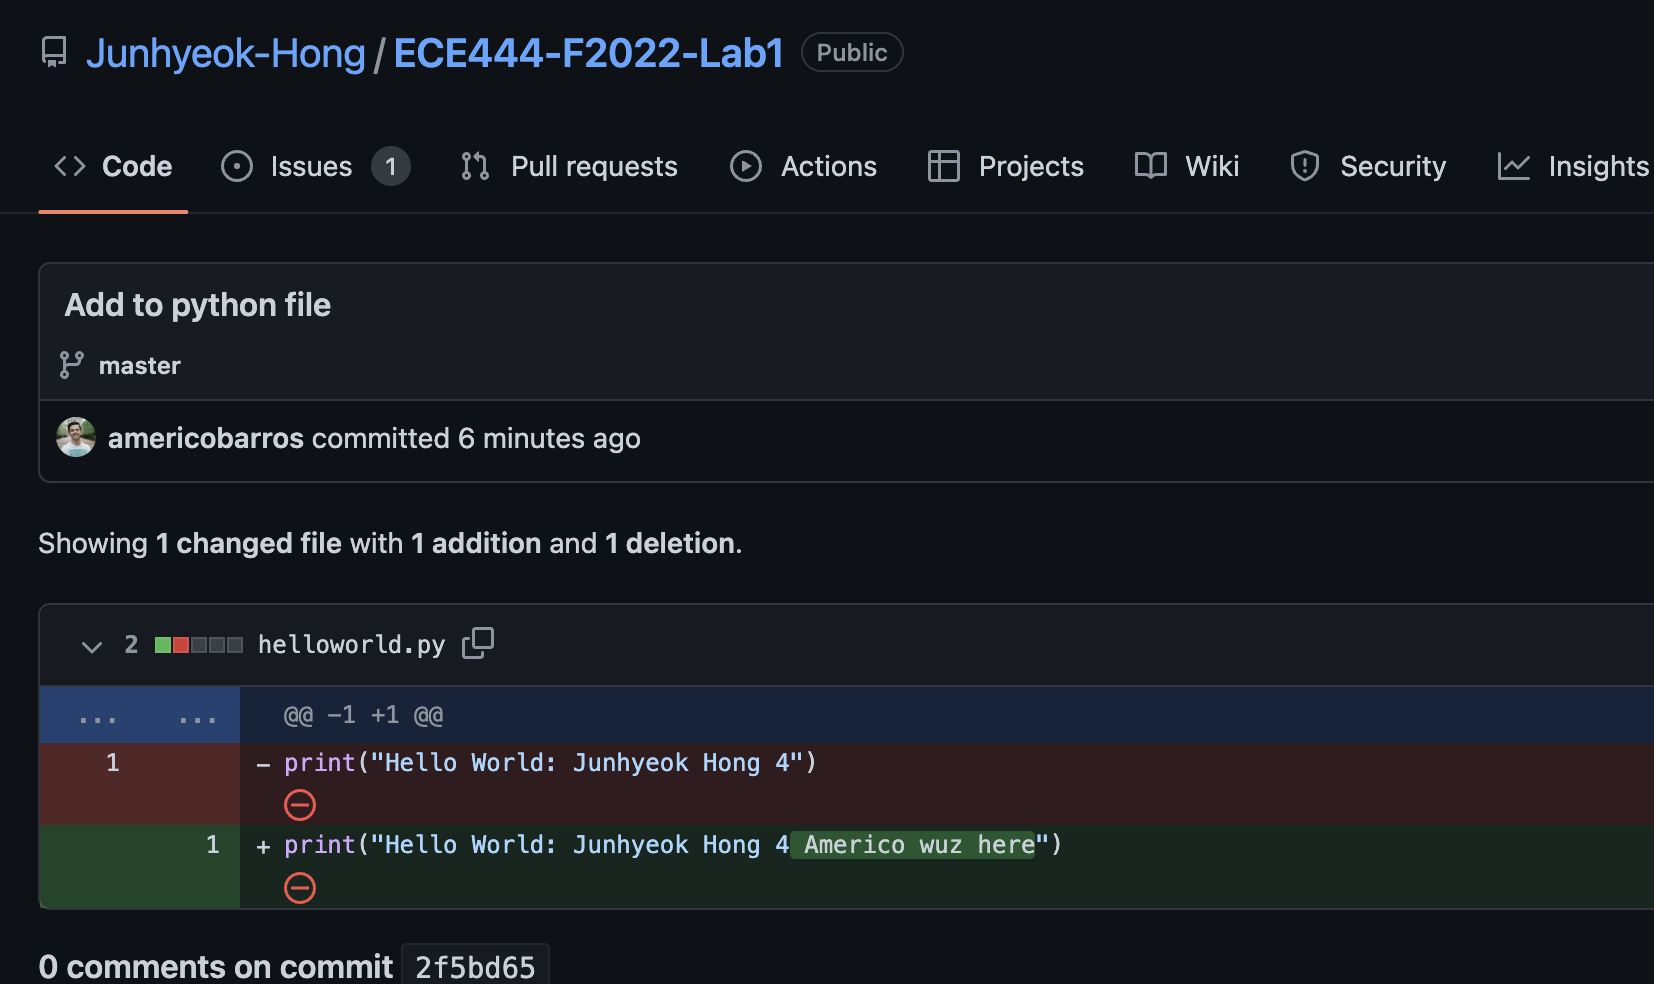 Junhyeok-Hong / ECE444-F2022-Lab1 Public
Code Issues 1 Pull requests Actions Projects Wiki Security Insights
Add to python file
master
americobarros committed 6 minutes ago
Showing 1 changed file with 1 addition and 1 deletion.
2 helloworld.py
... ... @@ -1 +1 @@
1 - print("Hello World: Junhyeok Hong 4")
1 + print("Hello World: Junhyeok Hong 4 Americo wuz here")
0 comments on commit 2f5bd65